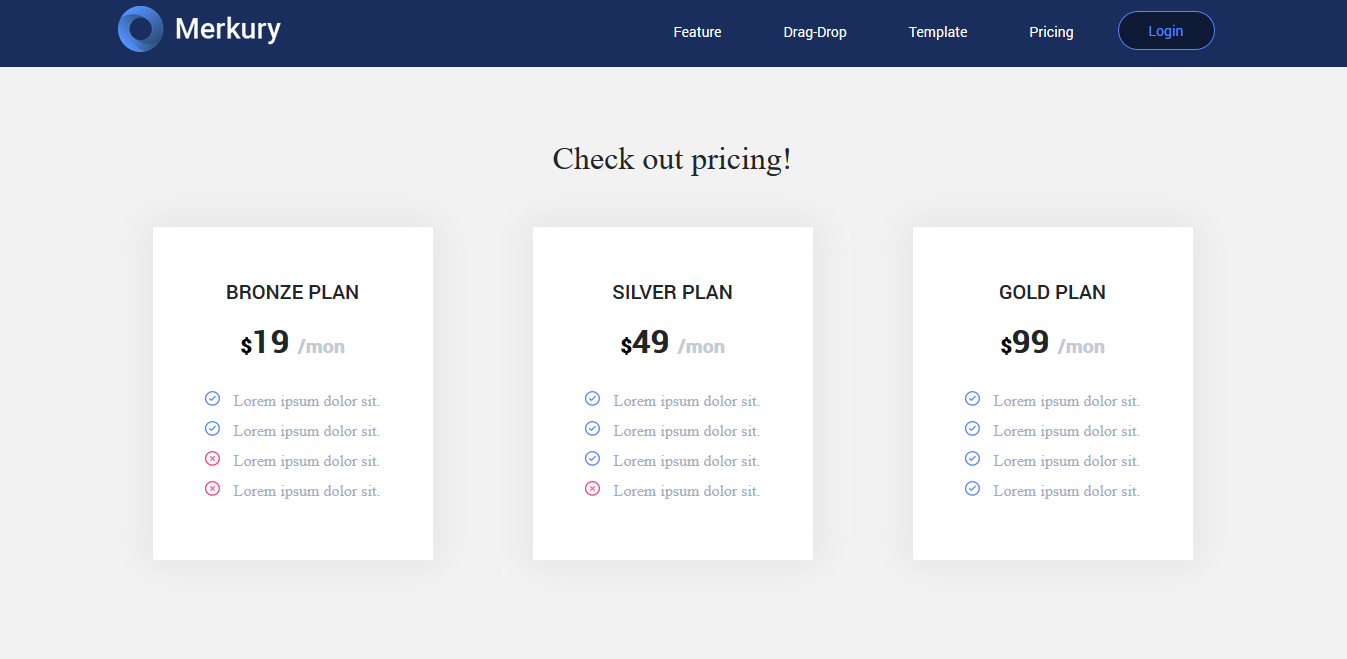 Merkury
Feature Drag-Drop Template Pricing Login
Check out pricing!
BRONZE PLAN
$19 /mon
Lorem ipsum dolor sit.
Lorem ipsum dolor sit.
Lorem ipsum dolor sit.
Lorem ipsum dolor sit.
SILVER PLAN
$49 /mon
Lorem ipsum dolor sit.
Lorem ipsum dolor sit.
Lorem ipsum dolor sit.
Lorem ipsum dolor sit.
GOLD PLAN
$99 /mon
Lorem ipsum dolor sit.
Lorem ipsum dolor sit.
Lorem ipsum dolor sit.
Lorem ipsum dolor sit.